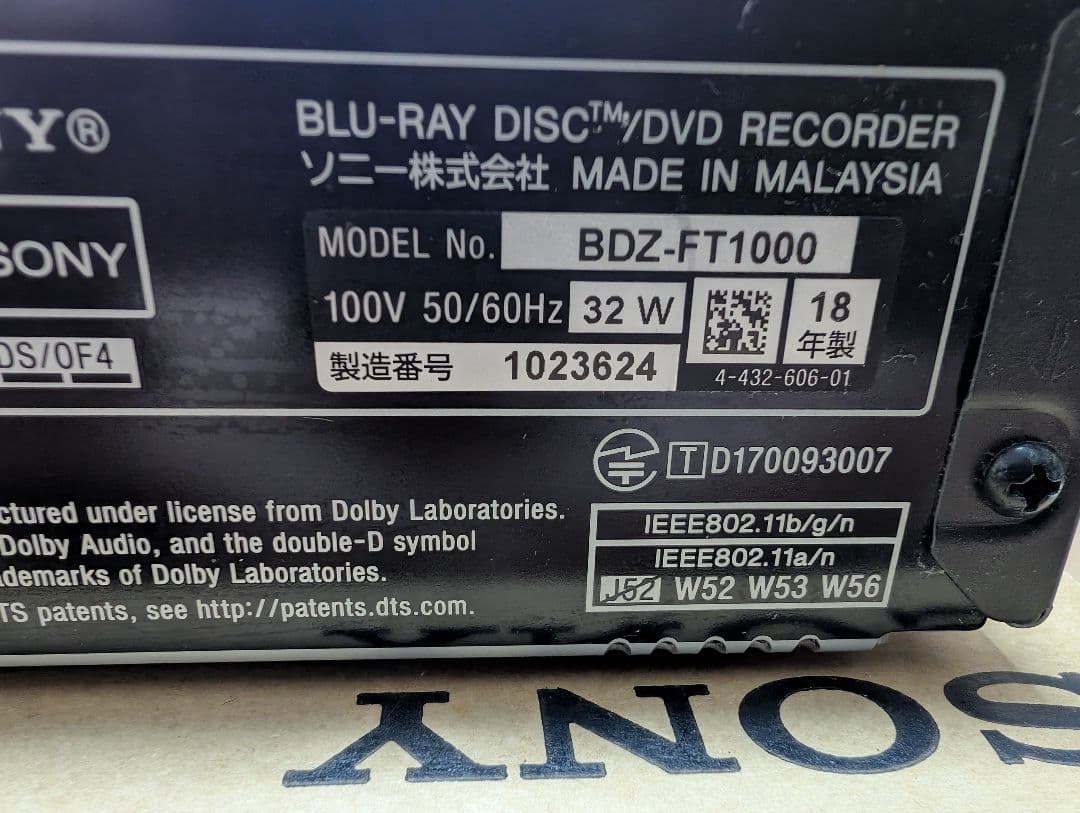 NY®
BLU-RAY DISC™/DVD RECORDER
ソニー株式会社 MADE IN MALAYSIA
SONY
MODEL No. BDZ-FT1000
100V 50/60Hz 32 W
18
年製
DS/OF4
製造番号 1023624
4-432-606-01
T D170093007
ctured under license from Dolby Laboratories.
Dolby Audio, and the double-D symbol
demarks of Dolby Laboratories.
TS patents, see http://patents.dts.com.
IEEE802.11b/g/n
IEEE802.11a/n
J52 W52 W53 W56
SONY